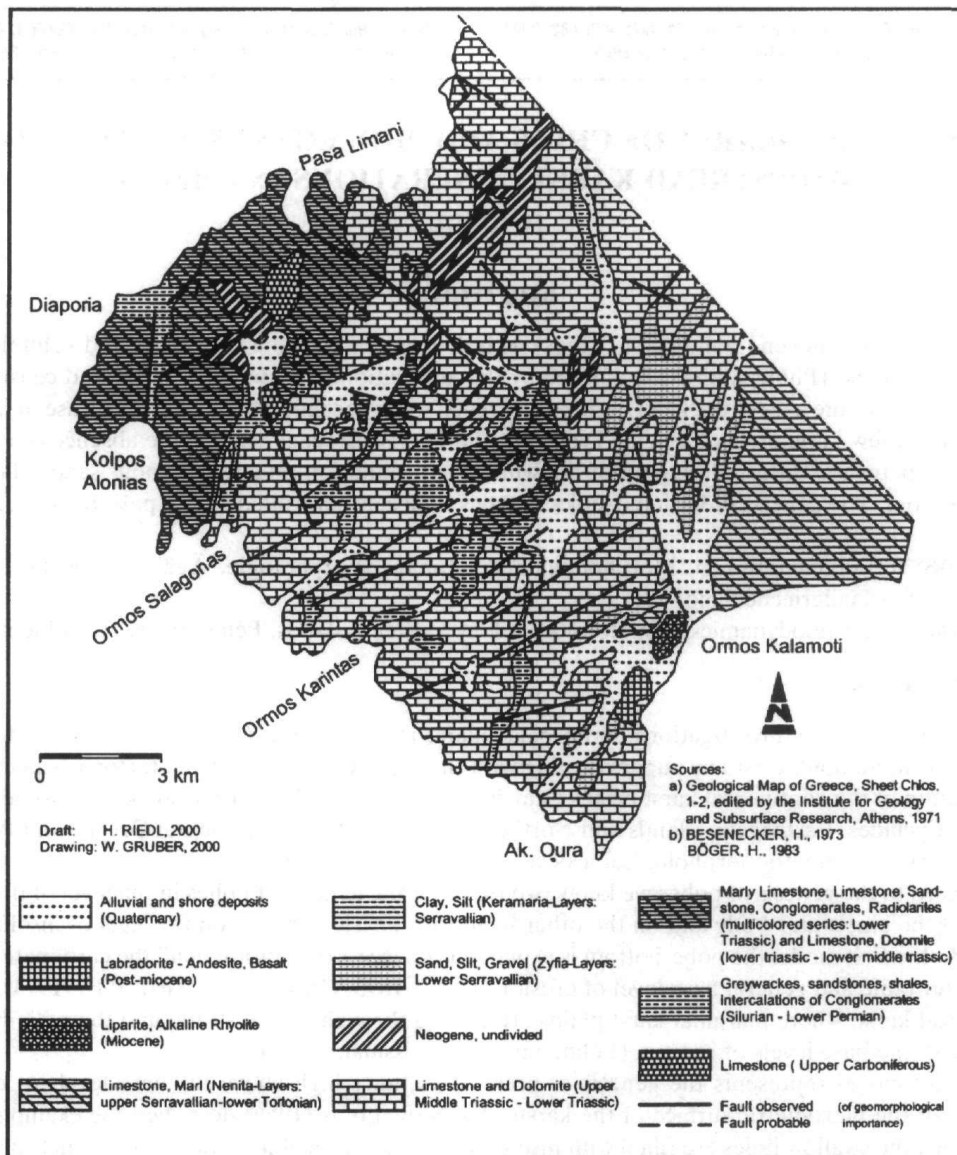 Pasa Limani
Diaporia
Kolpos
Alonias
Ormos Salagonas
Ormos Karintas
Ormos Kalamoti
N
0 3 km
Draft: H. RIEDL, 2000
Drawing: W. GRUBER, 2000
Ak. Oura
Sources:
a) Geological Map of Greece, Sheet Chios,
1-2, edited by the Institute for Geology
and Subsurface Research, Athens, 1971
b) BESENECKER, H., 1973
BÖGER, H., 1983
Alluvial and shore deposits
(Quaternary)
Labradorite - Andesite, Basalt
(Post-miocene)
Liparite, Alkaline Rhyolite
(Miocene)
Limestone, Marl (Nenita-Layers:
upper Serravallian-lower Tortonian)
Clay, Silt (Keramaria-Layers:
Serravallian)
Sand, Slit, Gravel (Zyfia-Layers:
Lower Serravallian)
Neogene, undivided
Limestone and Dolomite (Upper
Middle Triassic - Lower Triassic)
Marly Limestone, Limestone, Sand-
stone, Conglomerates, Radiolarites
(multicolored series: Lower
Triassic) and Limestone, Dolomite
(lower triassic - lower middle triassic)
Greywackes, sandstones, shales,
Intercalations of Conglomerates
(Silurian - Lower Permian)
Limestone ( Upper Carboniferous)
Fault observed (of geomorphological
Fault probable importance)